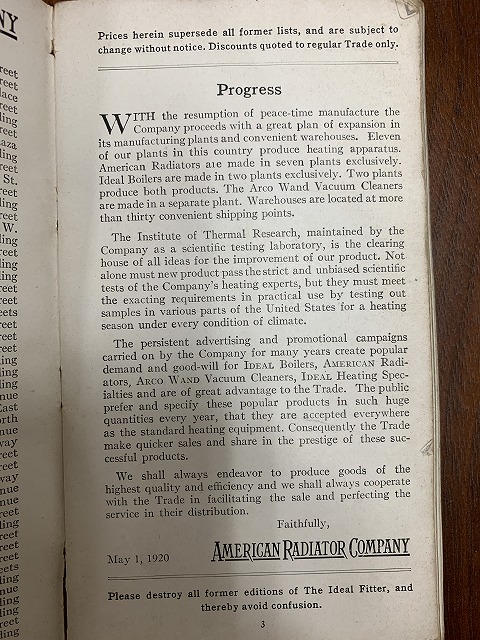 NY
Prices herein supersede all former lists, and are subject to
change without notice. Discounts quoted to regular Trade only.
Progress
WITH the resumption of peace-time manufacture the
Company proceeds with a great plan of expansion in
its manufacturing plants and convenient warehouses. Eleven
of our plants in this country produce heating apparatus.
American Radiators are made in seven plants exclusively.
Ideal Boilers are made in two plants exclusively. Two plants
produce both products. The Arco Wand Vacuum Cleaners
are made in a separate plant. Warehouses are located at more
than thirty convenient shipping points.
The Institute of Thermal Research, maintained by the
Company as a scientific testing laboratory, is the clearing
house of all ideas for the improvement of our product. Not
alone must new product pass the strict and unbiased scientific
tests of the Company's heating experts, but they must meet
the exacting requirements in practical use by testing out
samples in various parts of the United States for a heating
season under every condition of climate.
The persistent advertising and promotional campaigns
carried on by the Company for many years create popular
demand and good-will for IDEAL Boilers, AMERICAN Radi-
ators, ARCO WAND Vacuum Cleaners, IDEAL Heating Spec-
ialties and are of great advantage to the Trade. The public
prefer and specify these popular products in such huge
quantities every year, that they are accepted everywhere
as the standard heating equipment. Consequently the Trade
make quicker sales and share in the prestige of these suc-
cessful products.
We shall always endeavor to produce goods of the
highest quality and efficiency and we shall always cooperate
with the Trade in facilitating the sale and perfecting the
service in their distribution.
Faithfully,
May 1, 1920 AMERICAN RADIATOR COMPANY
Please destroy all former editions of The Ideal Fitter, and
thereby avoid confusion.
3